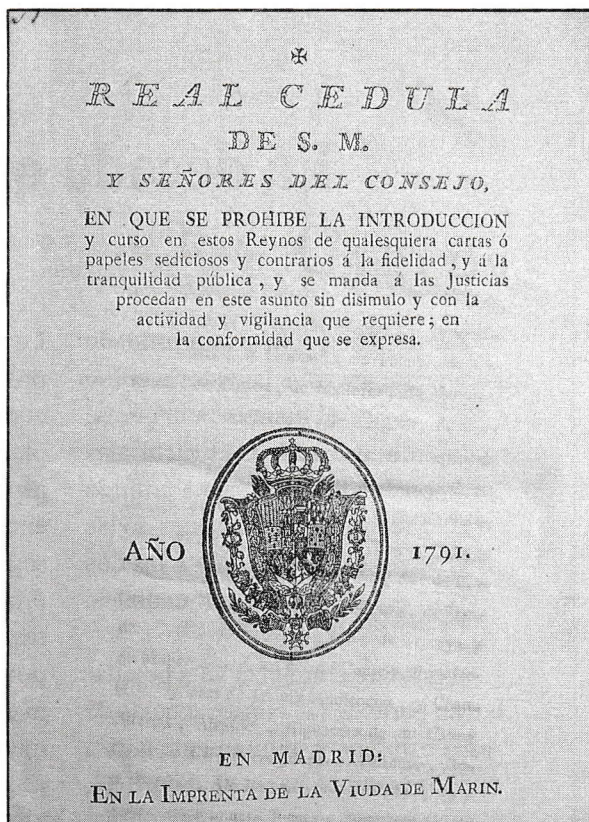 ✠
REAL CEDULA
DE S. M.
Y SEÑORES DEL CONSEJO,
EN QUE SE PROHIBE LA INTRODUCCION
y curso en estos Reynos de qualesquiera cartas ó
papeles sediciosos y contrarios á la fidelidad, y á la
tranquilidad pública, y se manda á las Justicias
procedan en este asunto sin disimulo y con la
actividad y vigilancia que requiere; en
la conformidad que se expresa.
AÑO 1791.
EN MADRID:
EN LA IMPRENTA DE LA VIUDA DE MARIN.